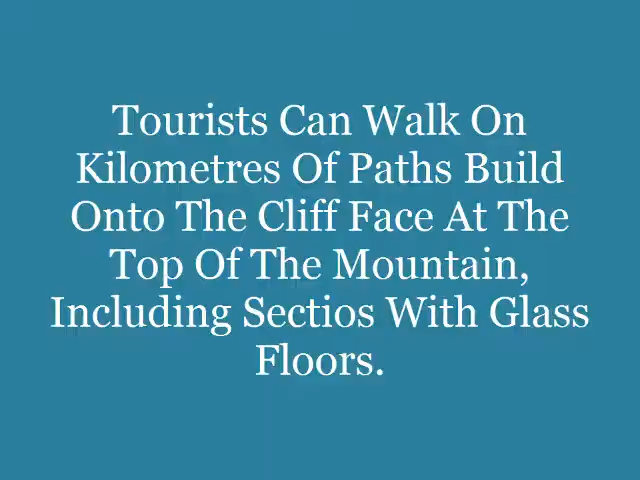 Tourists Can Walk On
Kilometres Of Paths Build
Onto The Cliff Face At The
Top Of The Mountain,
Including Sectios With Glass
Floors.